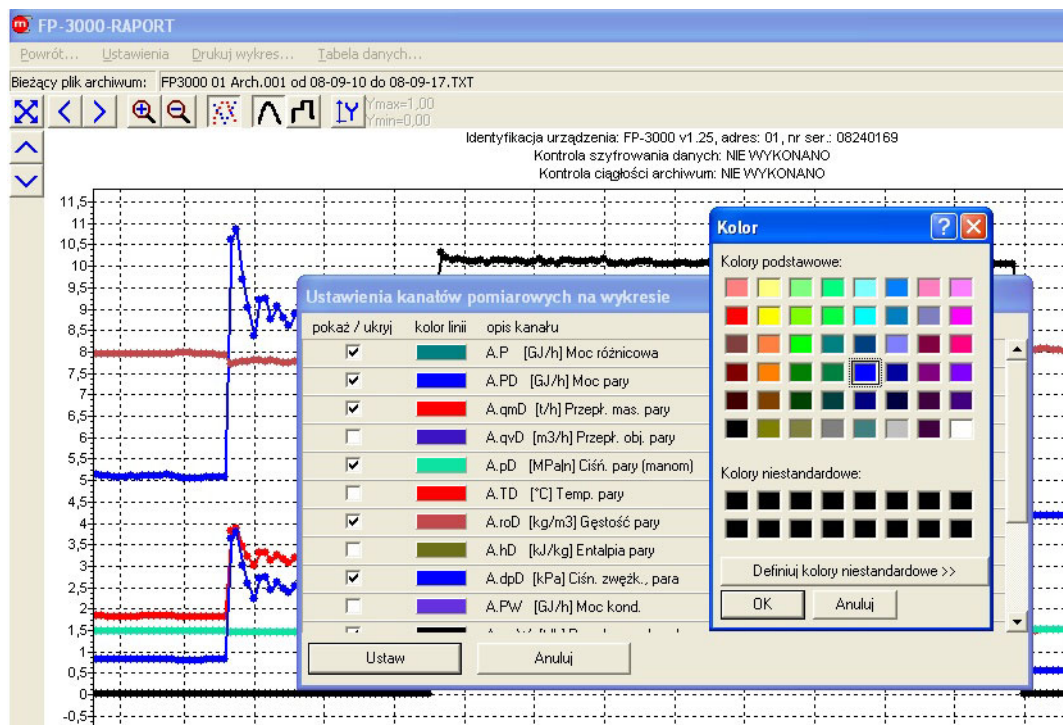 FP-3000-RAPORT
Powrót... Ustawienia Drukuj wykres... Tabela danych...
Bieżący plik archiwum: FP3000 01 Arch.001 od 08-09-10 do 08-09-17.TXT
Y Ymax=1,00
Ymin=0,00
Identyfikacja urządzenia: FP-3000 v1.25, adres: 01, nr ser.: 08240169
Kontrola szyfrowania danych: NIE WYKONANO
Kontrola ciągłości archiwum: NIE WYKONANO
11,5
11
10,5
10
9,5
9
8,5
8
7,5
7
6,5
6
5,5
5
4,5
4
3,5
3
2,5
2
1,5
1
0,5
0
-0,5
Ustawienia kanałów pomiarowych na wykresie
pokaż / ukryj kolor linii opis kanału
A.P [GJ/h] Moc różnicowa
A.PD [GJ/h] Moc pary
A.qmD [t/h] Przepł. mas. pary
A.qvD [m3/h] Przepł. obj. pary
A.pD [MPa|n] Ciśń. pary (manom)
A.TD [°C] Temp. pary
A.roD [kg/m3] Gęstość pary
A.hD [kJ/kg] Entalpia pary
A.dpD [kPa] Ciśn. zwężk., para
A.PW [GJ/h] Moc kond.
Ustaw Anuluj
Kolor
Kolory podstawowe:
Kolory niestandardowe:
Definiuj kolory niestandardowe >>
OK Anuluj